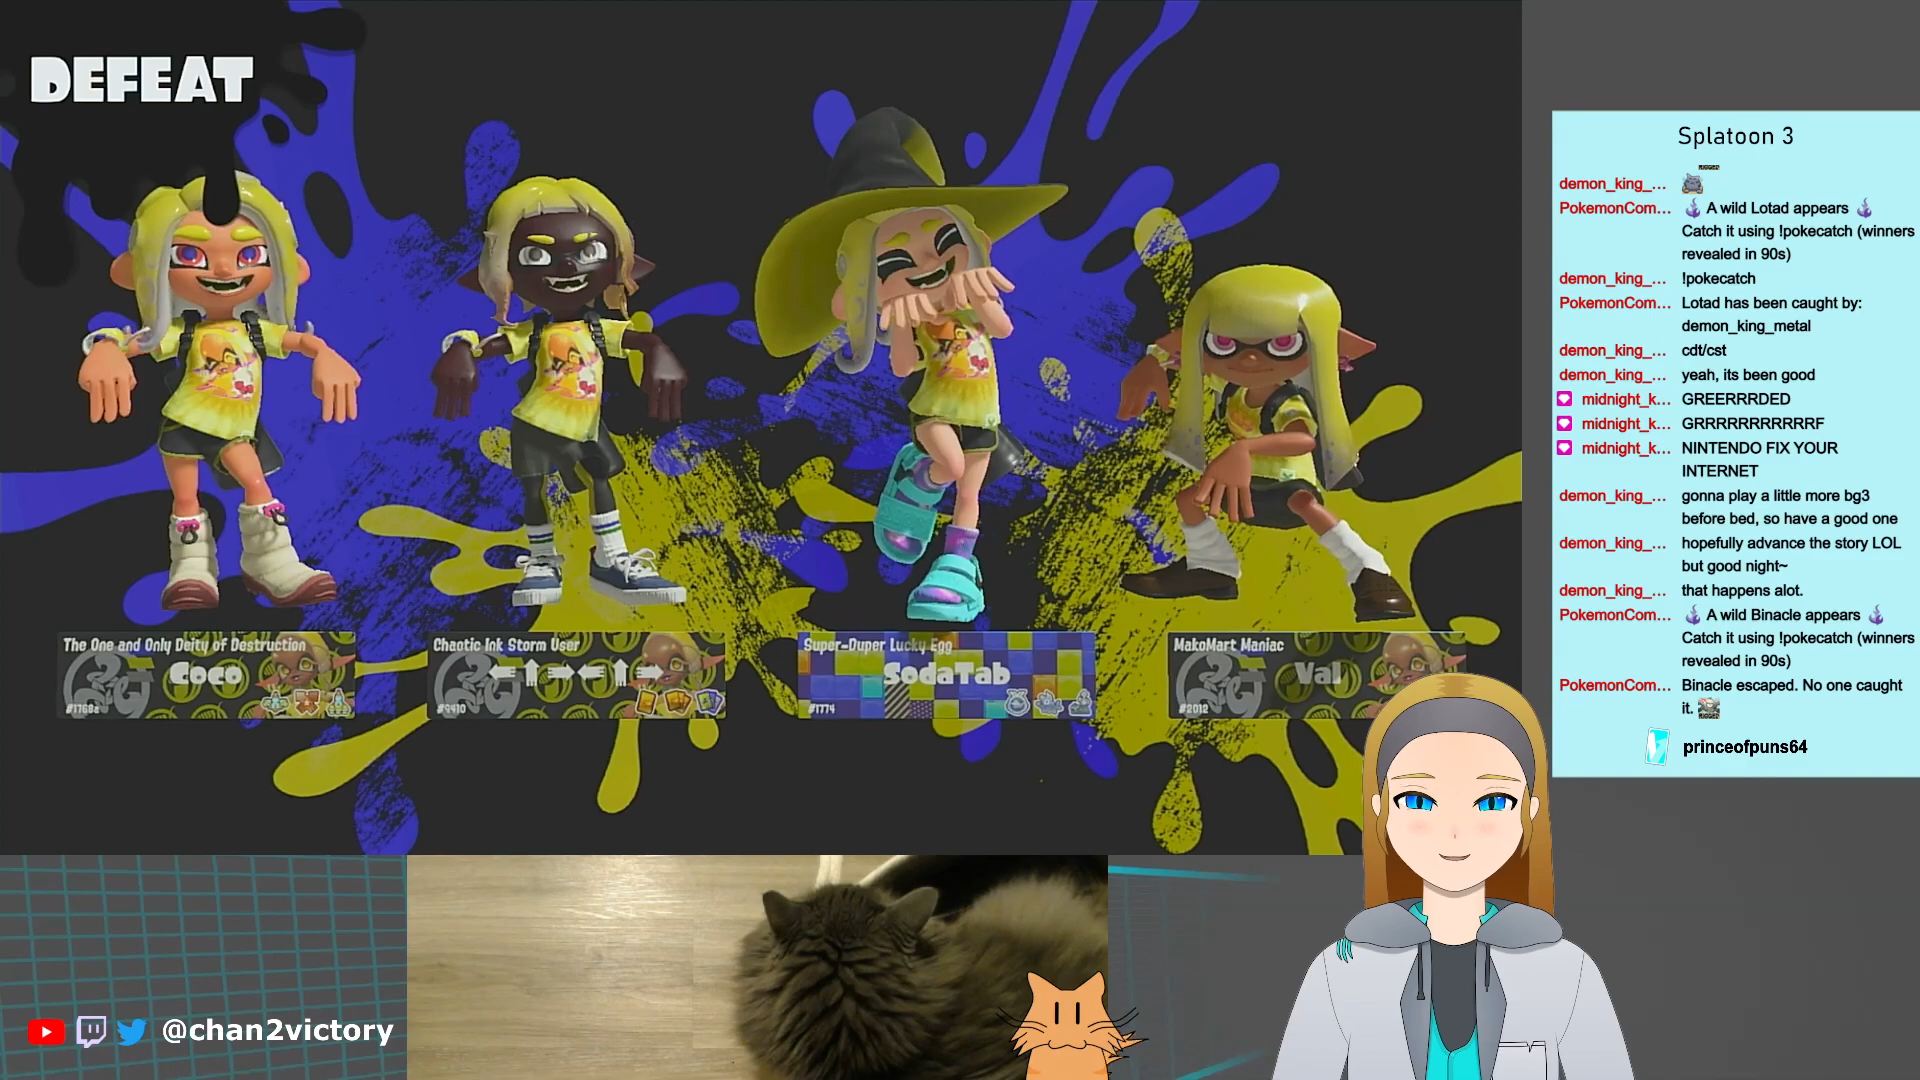 DEFEAT
The One and Only Deity of Destruction
Coco
Chaotic Ink Storm User
⬅⬆➡⬅⬆➡
#9410
Super-Duper Lucky Egg
SodaTab
#1774
MakoMart Maniac
Val
#2012
Splatoon 3
demon_king_...
PokemonCom... A wild Lotad appears
Catch it using !pokecatch (winners
revealed in 90s)
demon_king_... !pokecatch
PokemonCom... Lotad has been caught by:
demon_king_metal
demon_king_... cdt/cst
demon_king_... yeah, its been good
midnight_k... GREERRRDED
midnight_k... GRRRRRRRRRRRF
midnight_k... NINTENDO FIX YOUR
INTERNET
demon_king_... gonna play a little more bg3
before bed, so have a good one
demon_king_... hopefully advance the story LOL
but good night~
demon_king_... that happens alot.
PokemonCom... A wild Binacle appears
Catch it using !pokecatch (winners
revealed in 90s)
PokemonCom... Binacle escaped. No one caught
it.
princeofpuns64
@chan2victory